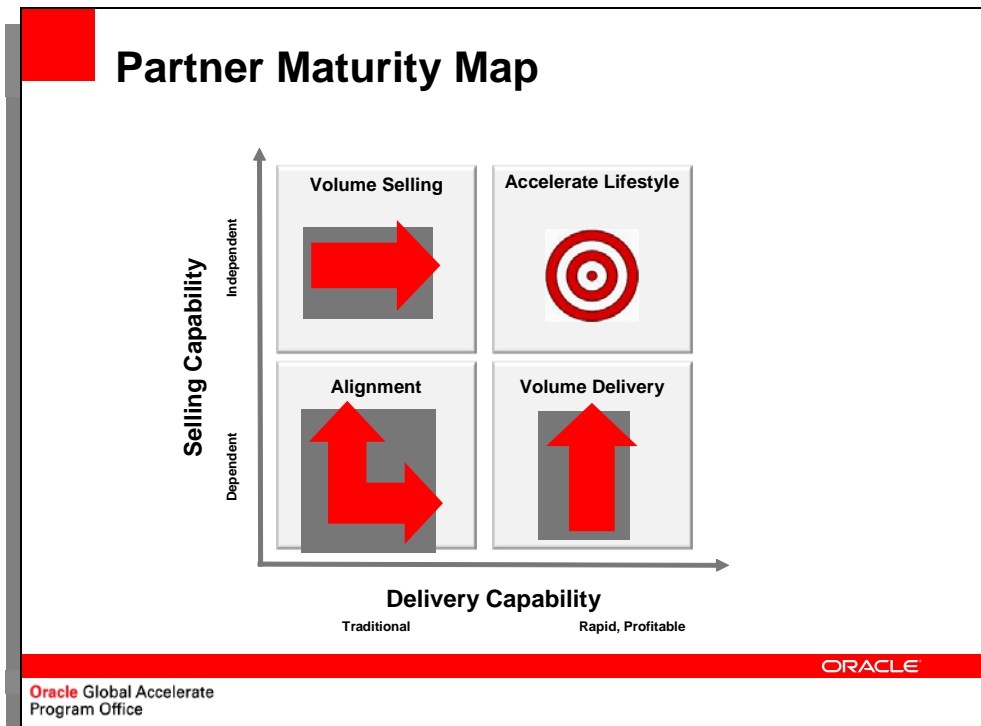 Partner Maturity Map
Volume Selling
Accelerate Lifestyle
Selling Capability
Independent
Alignment
Volume Delivery
Dependent
Delivery Capability
Traditional
Rapid, Profitable
ORACLE
Oracle Global Accelerate
Program Office